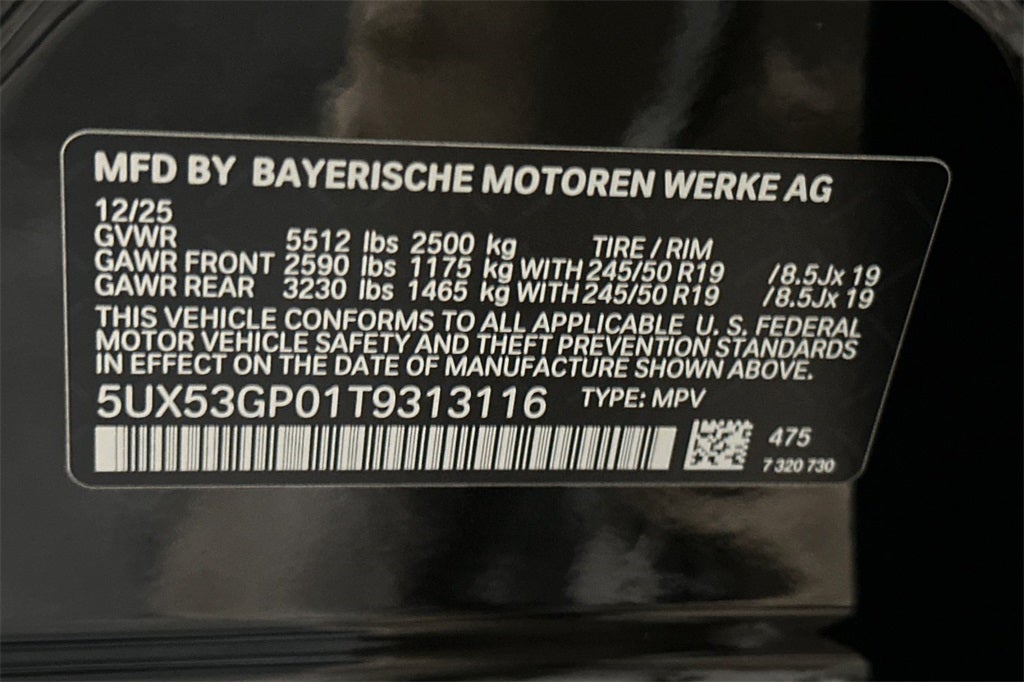 MFD BY BAYERISCHE MOTOREN WERKE AG
12/25
GVWR 5512 lbs 2500 kg TIRE / RIM
GAWR FRONT 2590 lbs 1175 kg WITH 245/50 R19 /8.5Jx 19
GAWR REAR 3230 lbs 1465 kg WITH 245/50 R19 /8.5Jx 19
THIS VEHICLE CONFORMS TO ALL APPLICABLE U. S. FEDERAL
MOTOR VEHICLE SAFETY AND THEFT PREVENTION STANDARDS
IN EFFECT ON THE DATE OF MANUFACTURE SHOWN ABOVE.
5UX53GP01T9313116 TYPE: MPV
475
7 320 730